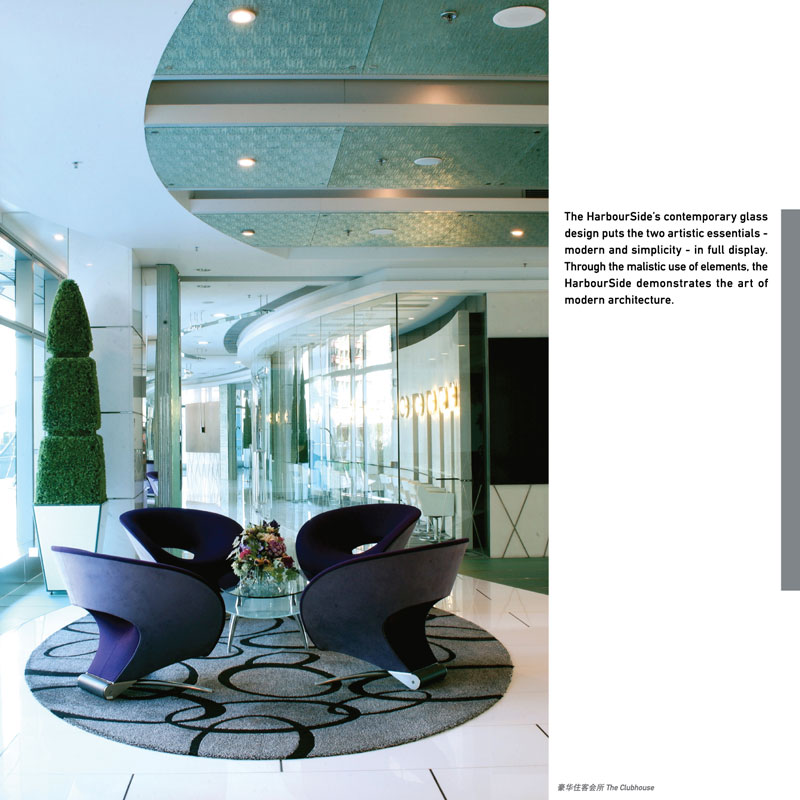 The HarbourSide's contemporary glass
design puts the two artistic essentials -
modern and simplicity - in full display.
Through the malistic use of elements, the
HarbourSide demonstrates the art of
modern architecture.
豪华住客会所 The Clubhouse